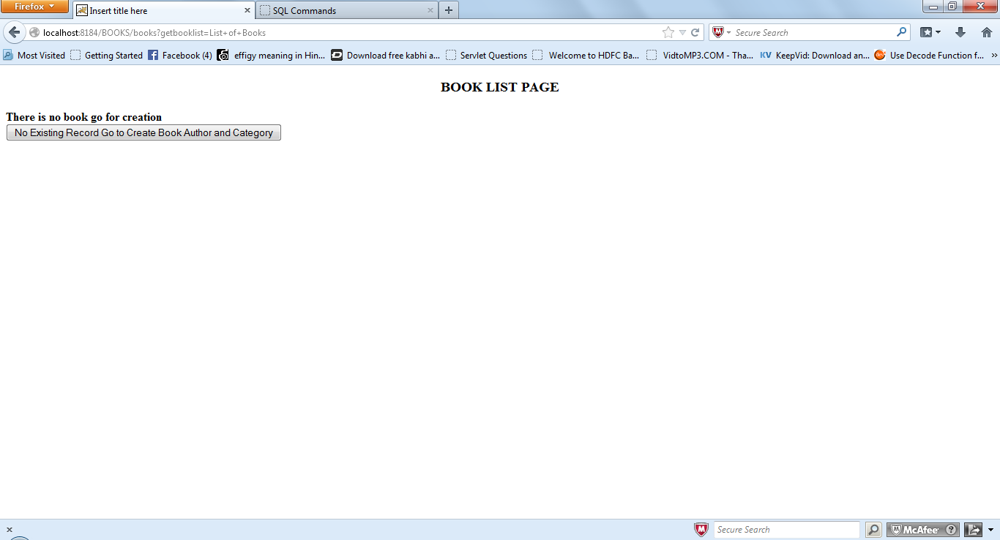 Firefox
Insert title here
SQL Commands
localhost:8184/BOOKS/books?getbooklist=List+of+Books
Secure Search
Most Visited Getting Started Facebook (4) effigy meaning in Hin... Download free kabhi a... Servlet Questions Welcome to HDFC Ba... VidtoMP3.COM - Tha... KV KeepVid: Download an... Use Decode Function f... »
BOOK LIST PAGE
There is no book go for creation
No Existing Record Go to Create Book Author and Category
Secure Search
McAfee